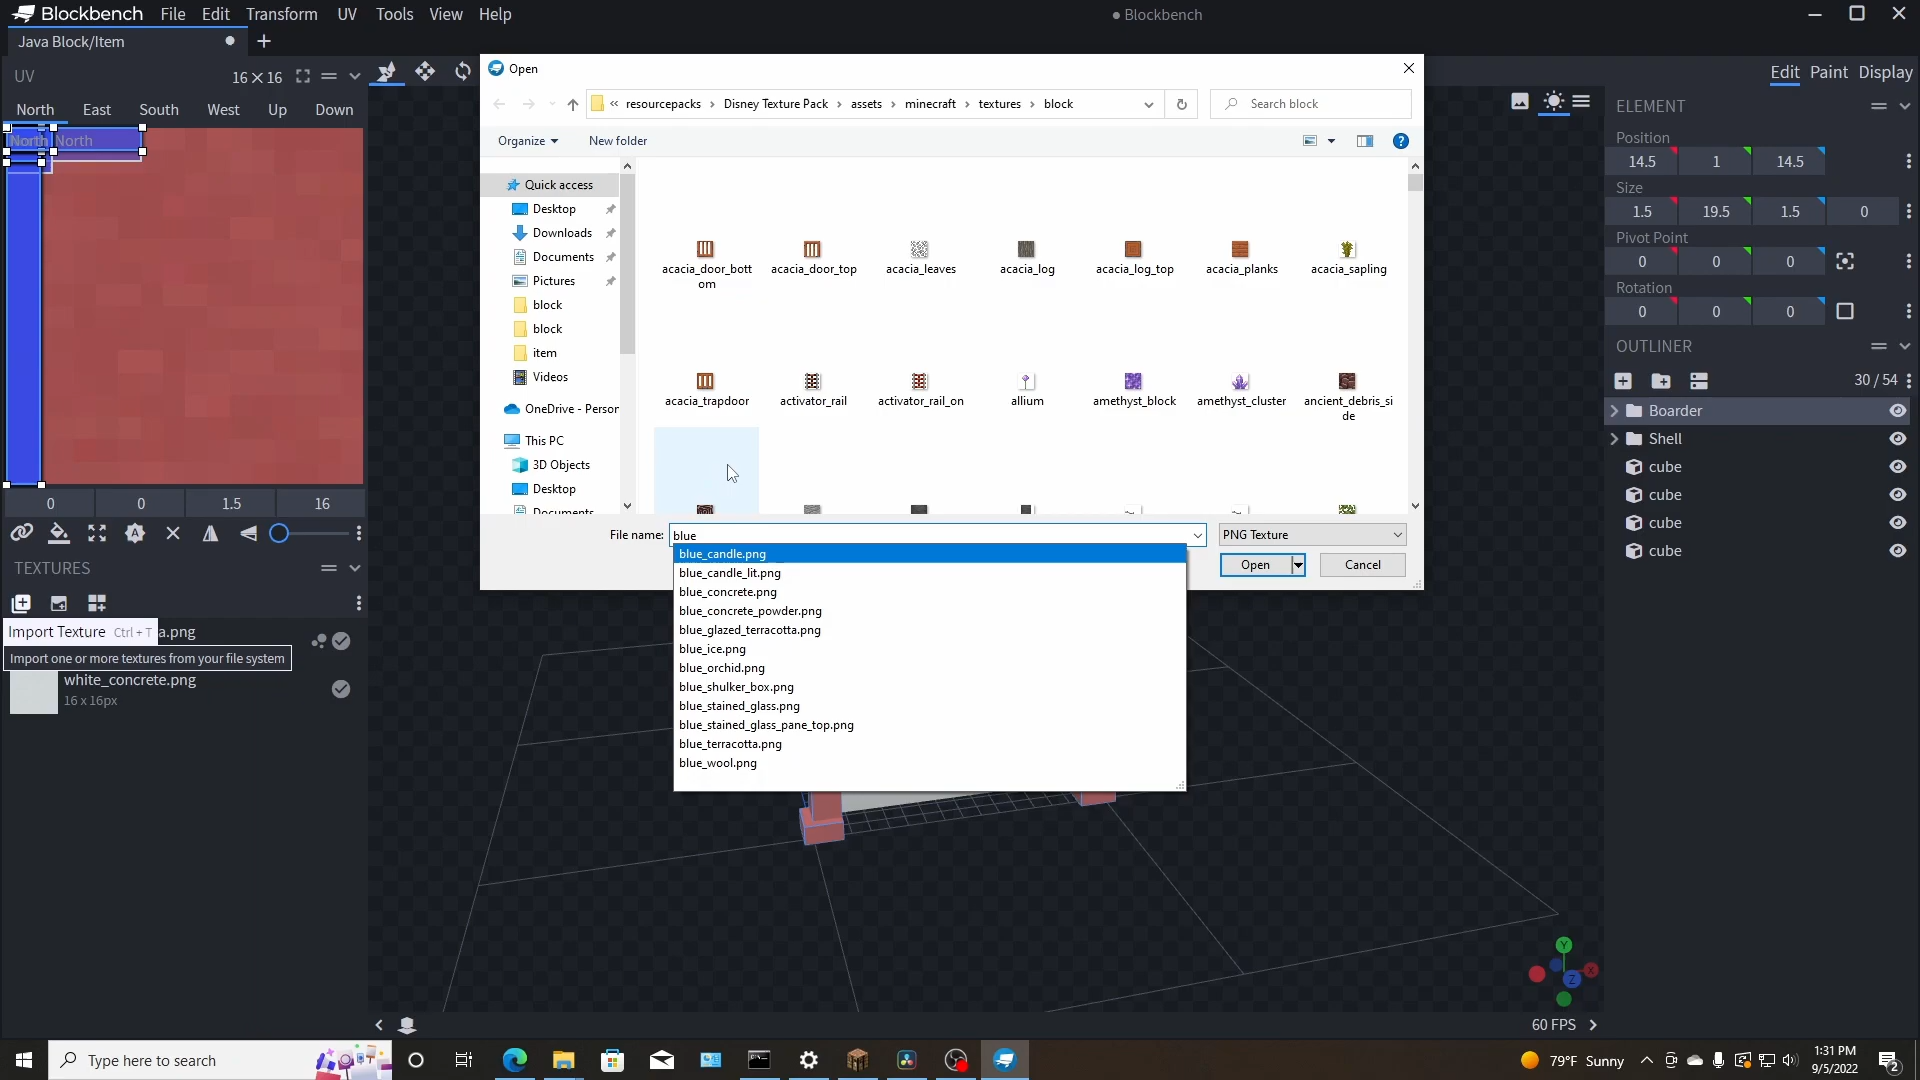 Blockbench File Edit Transform UV Tools View Help
● Blockbench
Java Block/Item
UV 16 × 16
North East South West Up Down
North North
0 0 1.5 16
TEXTURES
Import Texture Ctrl + T a.png
Import one or more textures from your file system
white_concrete.png
16 x 16px
Open
« resourcepacks › Disney Texture Pack › assets › minecraft › textures › block
Search block
Organize New folder
Quick access
Desktop
Downloads
Documents
Pictures
block
block
item
Videos
OneDrive - Person
This PC
3D Objects
Desktop
Documents
acacia_door_bott
om
acacia_door_top
acacia_leaves
acacia_log
acacia_log_top
acacia_planks
acacia_sapling
acacia_trapdoor
activator_rail
activator_rail_on
allium
amethyst_block
amethyst_cluster
ancient_debris_si
de
File name: blue
PNG Texture
Open Cancel
blue_candle.png
blue_candle_lit.png
blue_concrete.png
blue_concrete_powder.png
blue_glazed_terracotta.png
blue_ice.png
blue_orchid.png
blue_shulker_box.png
blue_stained_glass.png
blue_stained_glass_pane_top.png
blue_terracotta.png
blue_wool.png
Edit Paint Display
ELEMENT
Position
14.5 1 14.5
Size
1.5 19.5 1.5 0
Pivot Point
0 0 0
Rotation
0 0 0
OUTLINER
30 / 54
Boarder
Shell
cube
cube
cube
cube
Y
X
Z
60 FPS
Type here to search
79°F Sunny
1:31 PM
9/5/2022
2